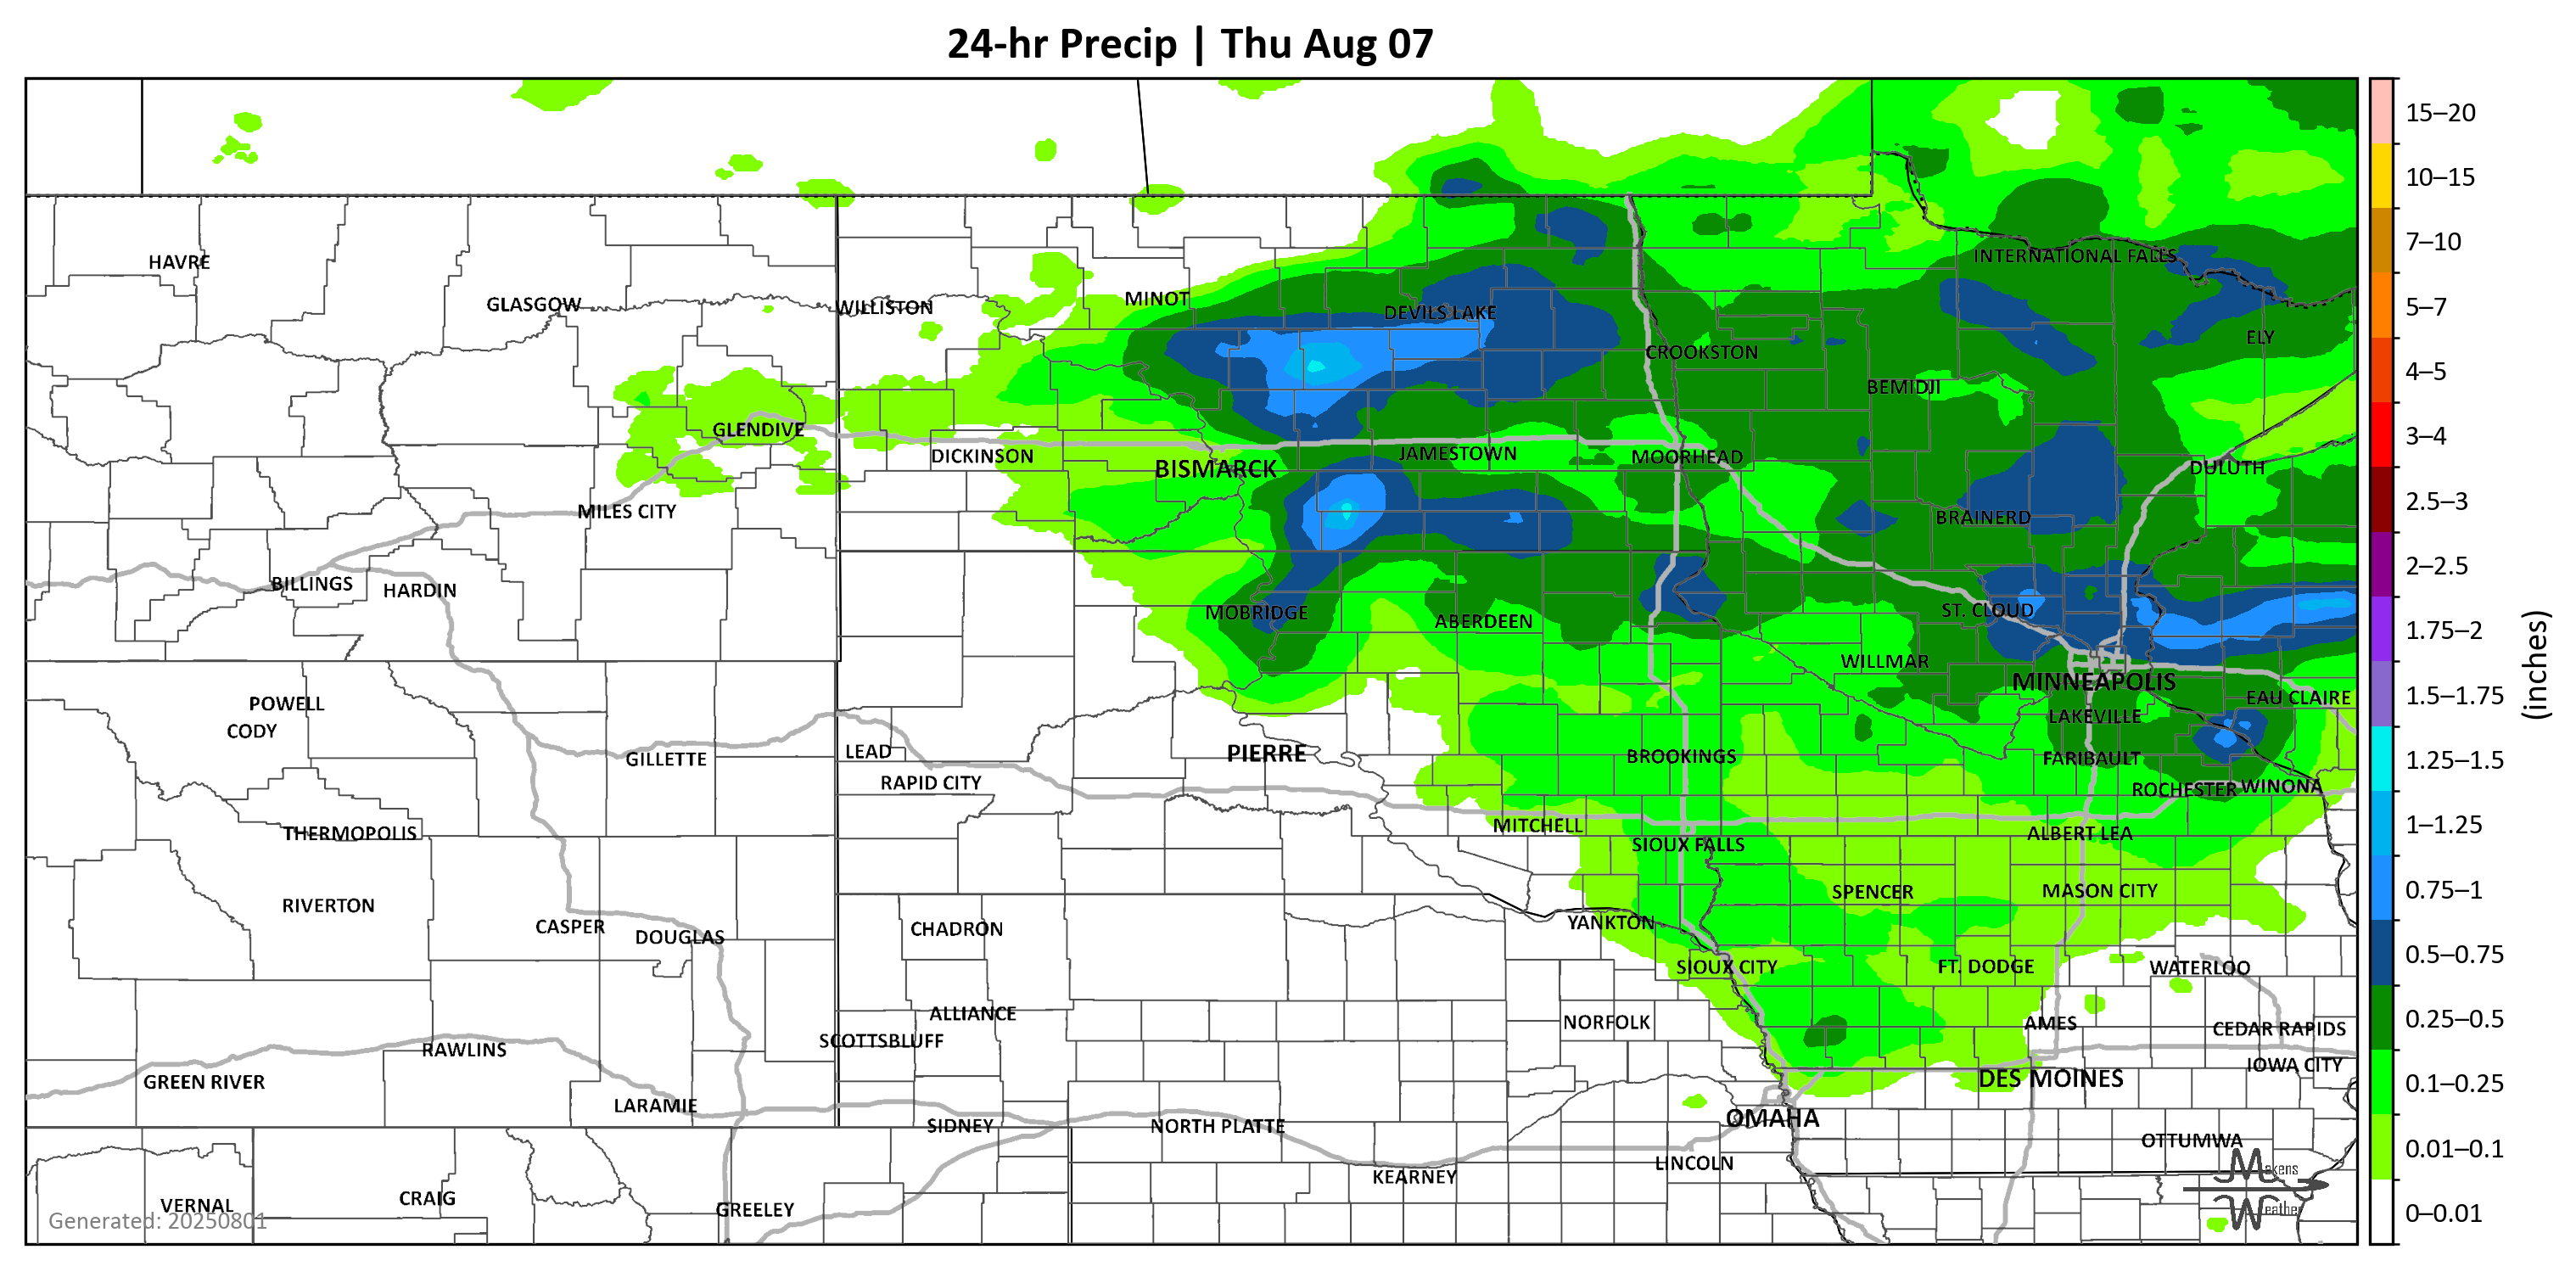 24-hr Precip | Thu Aug 07
15–20
10–15
7–10
5–7
4–5
3–4
2.5–3
2–2.5
1.75–2
1.5–1.75
1.25–1.5
1–1.25
0.75–1
0.5–0.75
0.25–0.5
0.1–0.25
0.01–0.1
0–0.01
(inches)
HAVRE
INTERNATIONAL FALLS
GLASGOW
WILLISTON
MINOT
DEVILS LAKE
ELY
CROOKSTON
BEMIDJI
GLENDIVE
DICKINSON
BISMARCK
JAMESTOWN
MOORHEAD
DULUTH
MILES CITY
BRAINERD
BILLINGS
HARDIN
MOBRIDGE
ABERDEEN
ST. CLOUD
WILLMAR
MINNEAPOLIS
EAU CLAIRE
POWELL
CODY
LAKEVILLE
GILLETTE
LEAD
PIERRE
BROOKINGS
FARIBAULT
RAPID CITY
ROCHESTER
WINONA
THERMOPOLIS
MITCHELL
ALBERT LEA
SIOUX FALLS
RIVERTON
SPENCER
MASON CITY
CASPER
DOUGLAS
CHADRON
YANKTON
SIOUX CITY
FT. DODGE
WATERLOO
ALLIANCE
NORFOLK
AMES
CEDAR RAPIDS
SCOTTSBLUFF
RAWLINS
IOWA CITY
GREEN RIVER
DES MOINES
LARAMIE
OMAHA
SIDNEY
NORTH PLATTE
OTTUMWA
LINCOLN
KEARNEY
VERNAL
CRAIG
GREELEY
Generated: 20250801
Makens
Weather